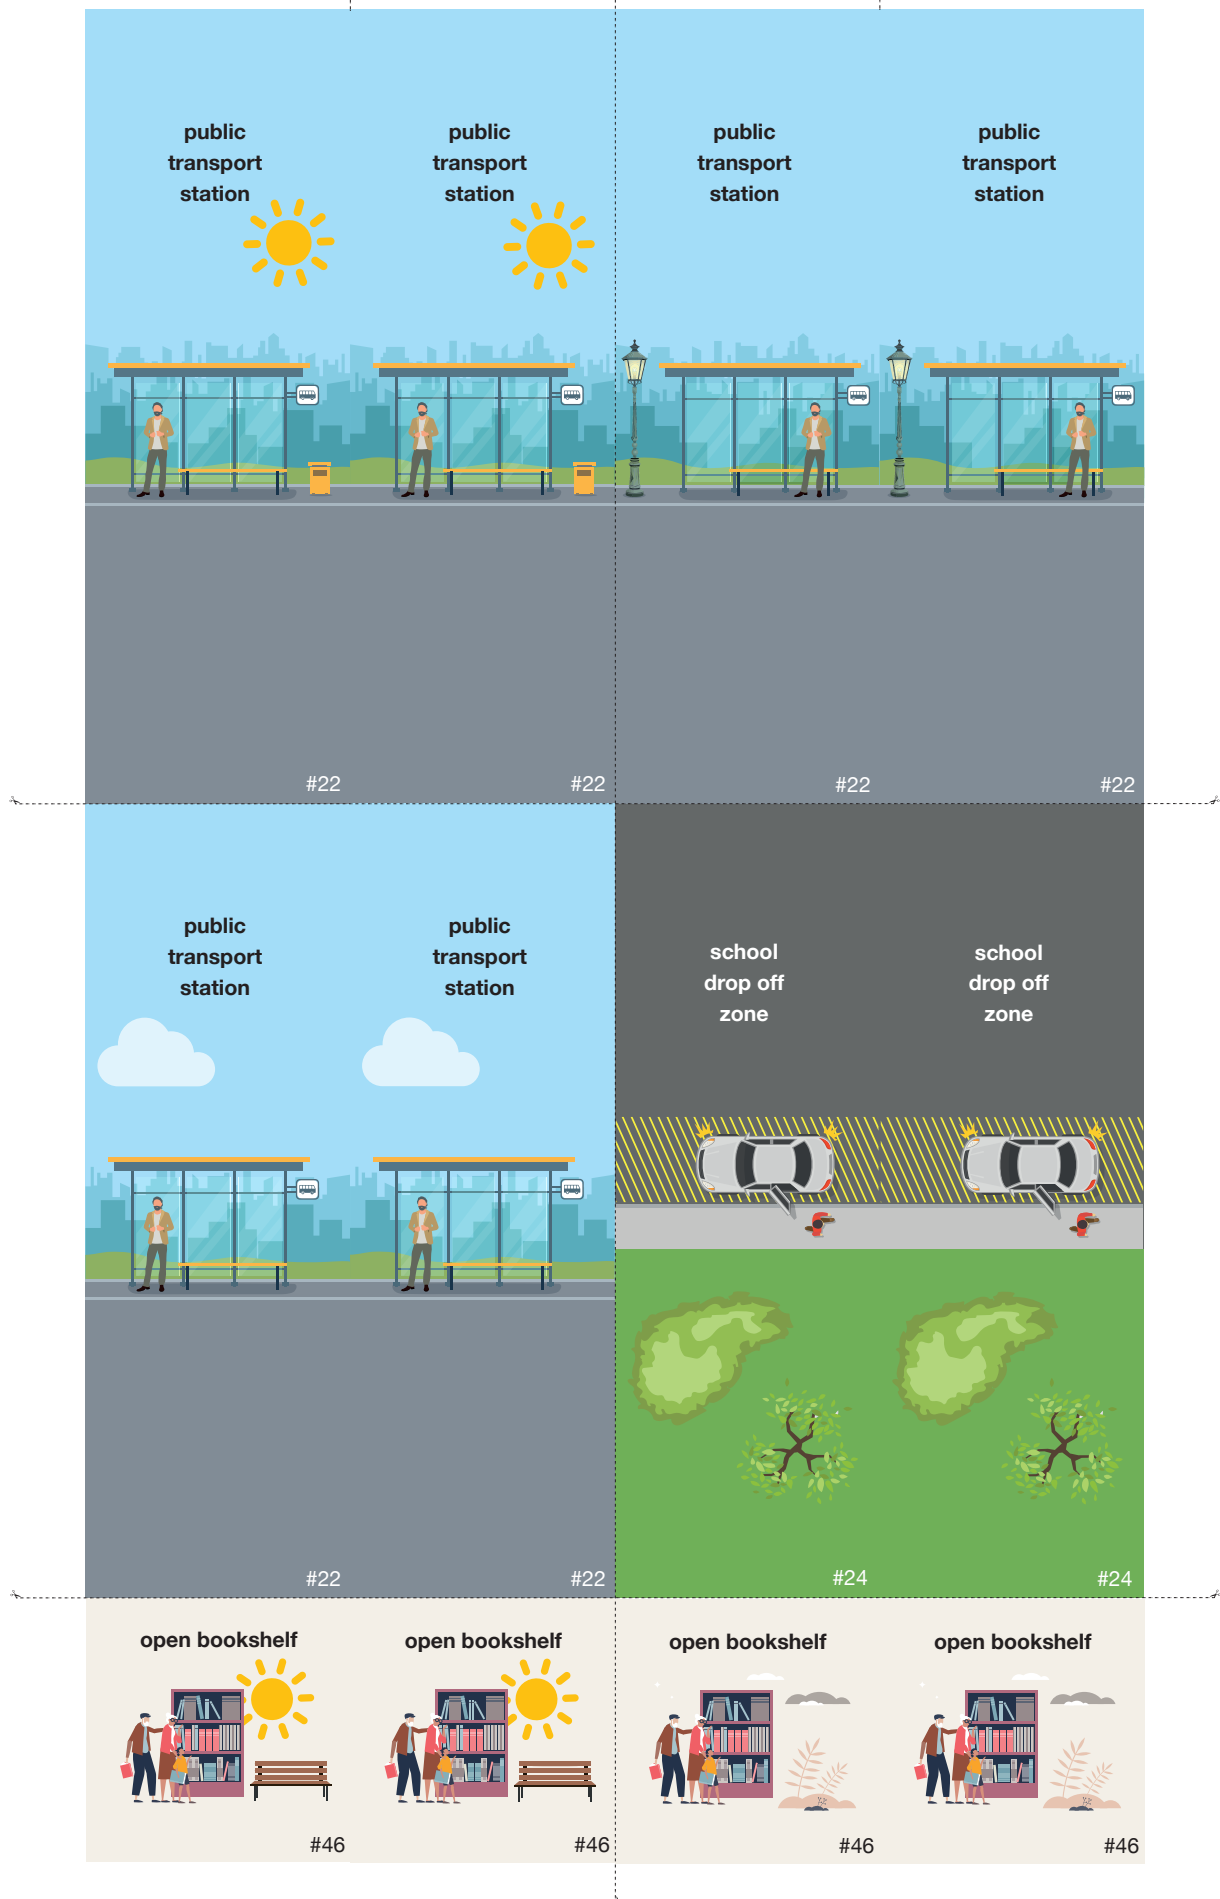 public
transport
station
public
transport
station
public
transport
station
public
transport
station
#22
#22
#22
#22
public
transport
station
public
transport
station
school
drop off
zone
school
drop off
zone
#22
#22
#24
#24
open bookshelf
open bookshelf
open bookshelf
open bookshelf
#46
#46
#46
#46